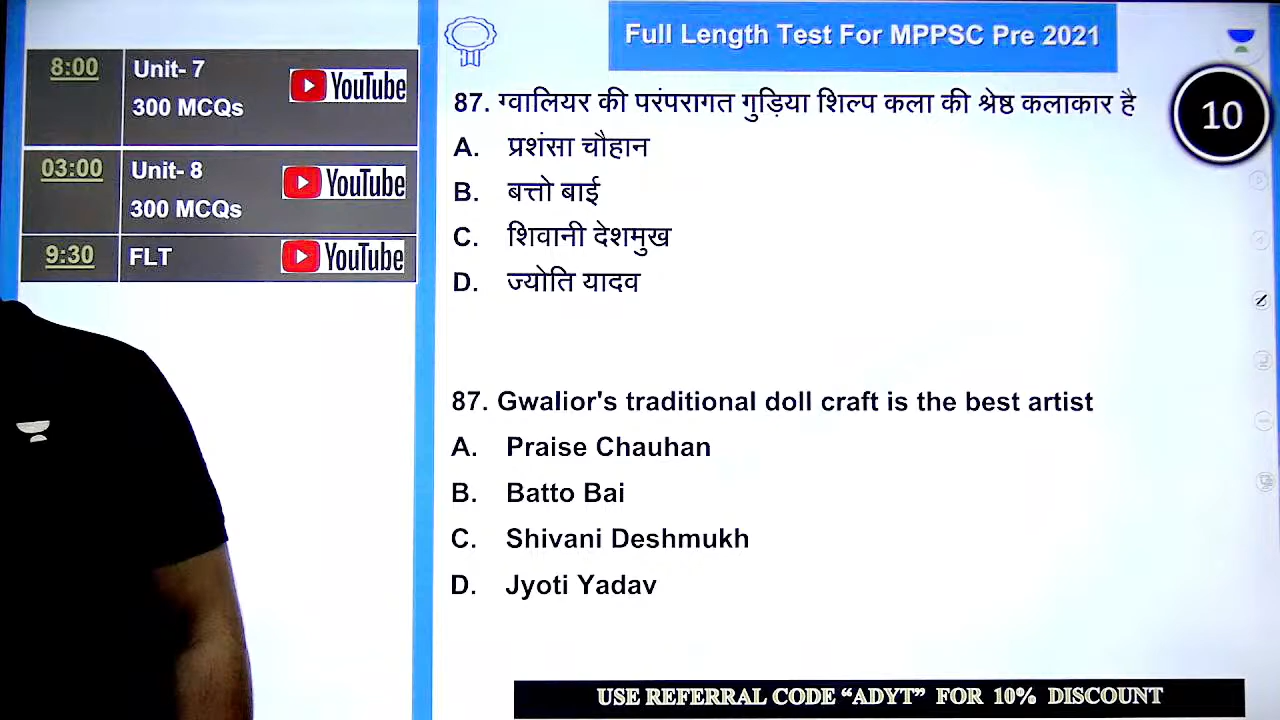 8:00
Unit- 7
300 MCQs
YouTube
03:00
Unit- 8
300 MCQs
YouTube
9:30
FLT
YouTube
Full Length Test For MPPSC Pre 2021
10
87. ग्वालियर की परंपरागत गुड़िया शिल्प कला की श्रेष्ठ कलाकार है
A. प्रशंसा चौहान
B. बत्तो बाई
C. शिवानी देशमुख
D. ज्योति यादव
87. Gwalior's traditional doll craft is the best artist
A. Praise Chauhan
B. Batto Bai
C. Shivani Deshmukh
D. Jyoti Yadav
USE REFERRAL CODE “ADYT” FOR 10% DISCOUNT